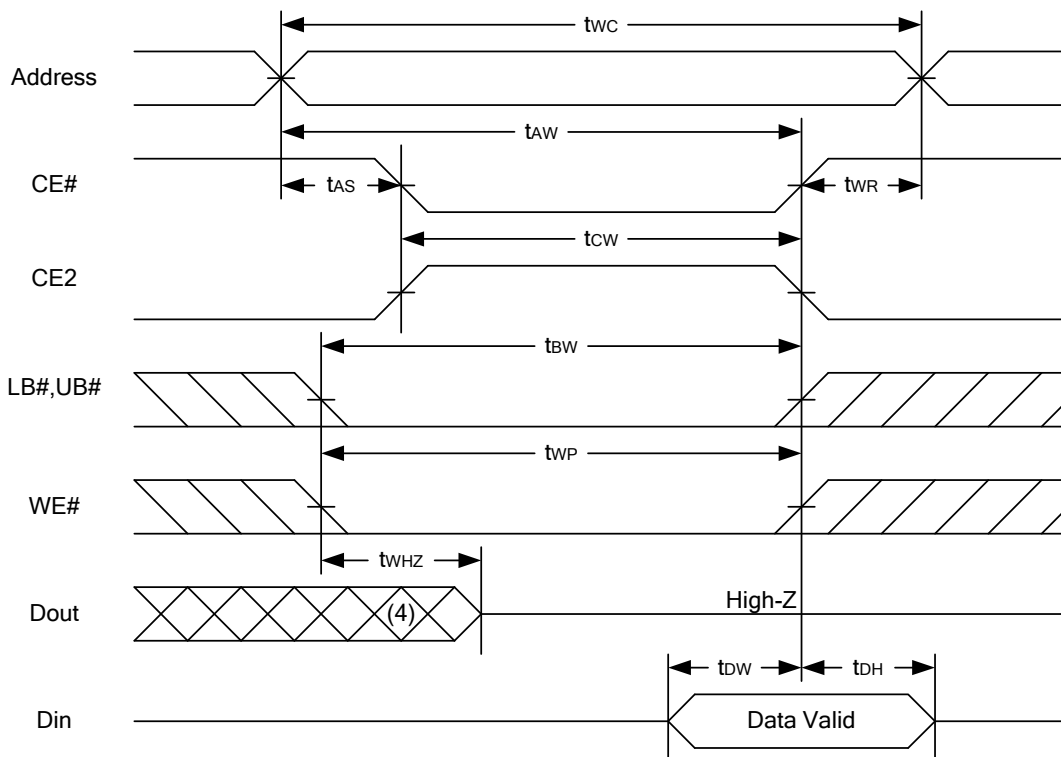 tWC
Address
tAW
CE#
tAS
tWR
tCW
CE2
tBW
LB#,UB#
tWP
WE#
tWHZ
Dout
(4)
High-Z
tDW
tDH
Din
Data Valid